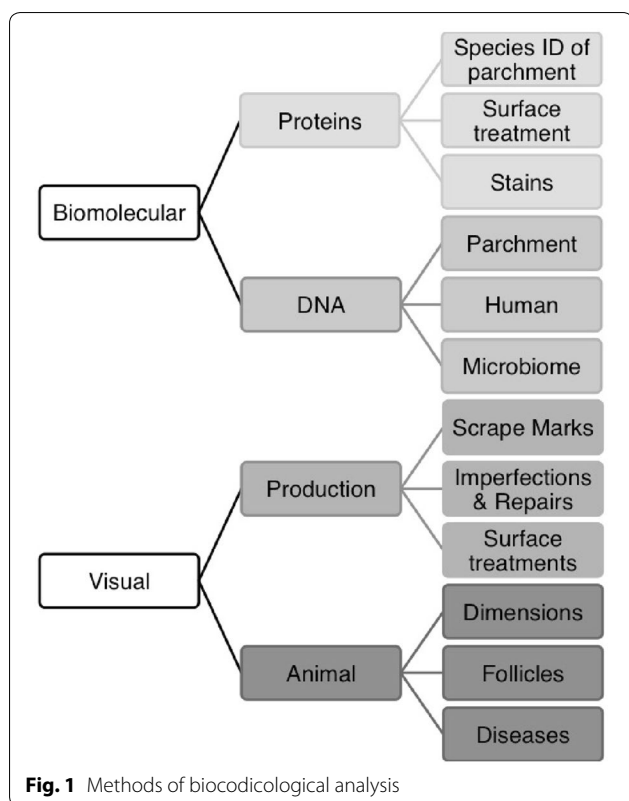 Species ID of
parchment
Proteins
Surface
treatment
Stains
Biomolecular
Parchment
DNA
Human
Microbiome
Scrape Marks
Production
Imperfections
& Repairs
Surface
treatments
Visual
Dimensions
Animal
Follicles
Diseases
Fig. 1 Methods of biocodicological analysis